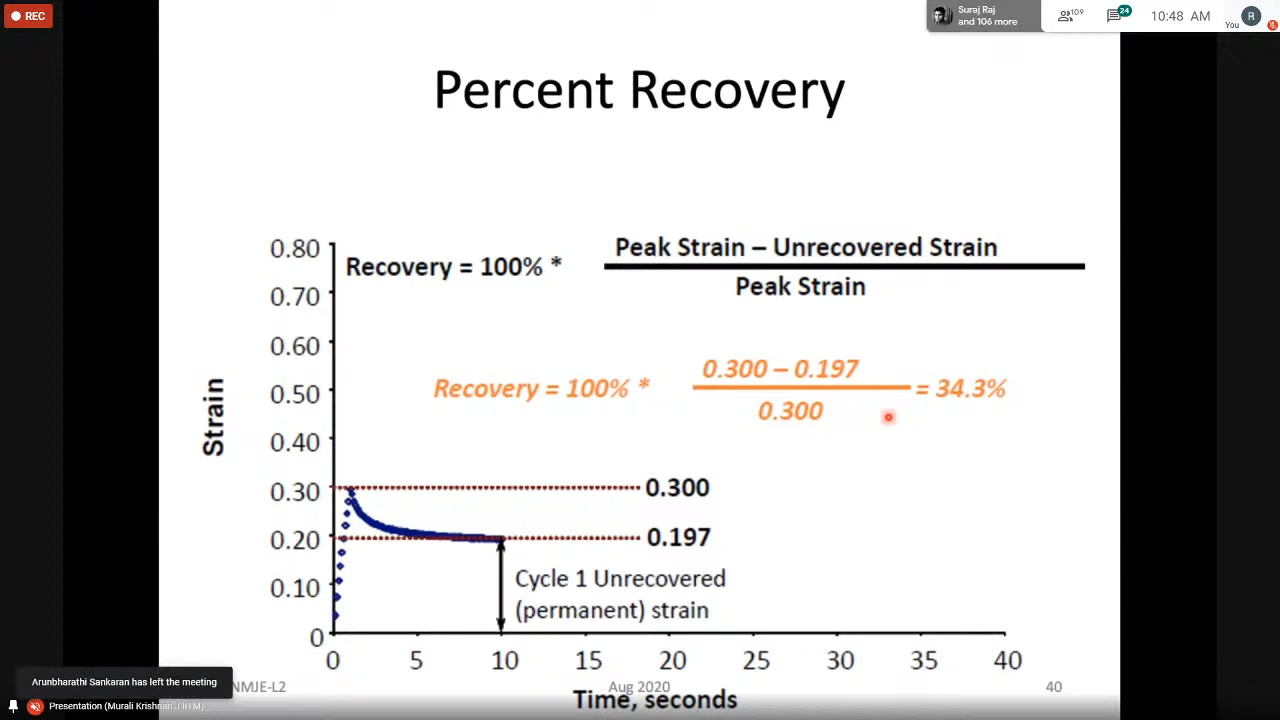 REC
Suraj Raj
and 106 more
109
24
10:48 AM
You
R
Percent Recovery
0.80
0.70
0.60
0.50
0.40
0.30
0.20
0.10
0
Strain
Recovery = 100% *
Peak Strain – Unrecovered Strain
Peak Strain
Recovery = 100% *
0.300 – 0.197
0.300
= 34.3%
0.300
0.197
Cycle 1 Unrecovered
(permanent) strain
0 5 10 15 20 25 30 35 40
Time, seconds
Arunbharathi Sankaran has left the meeting
NMJE-L2
Aug 2020
40
Presentation (Murali Krishnan J IITM)